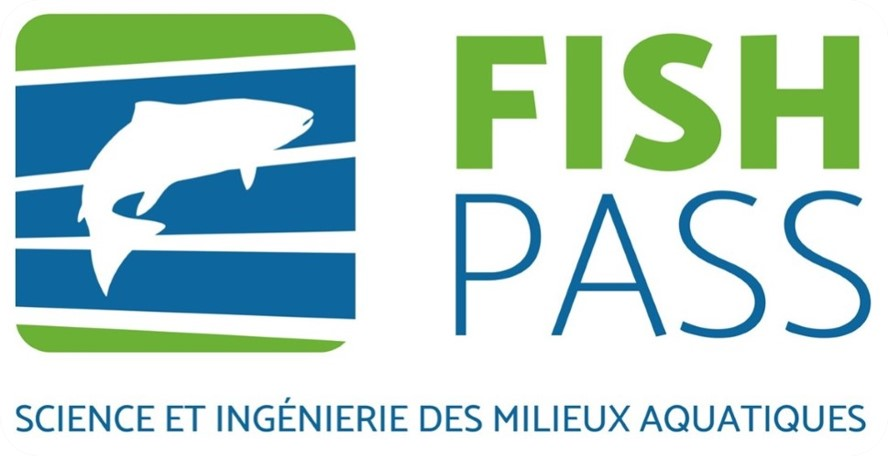 FISH
PASS
SCIENCE ET INGÉNIERIE DES MILIEUX AQUATIQUES